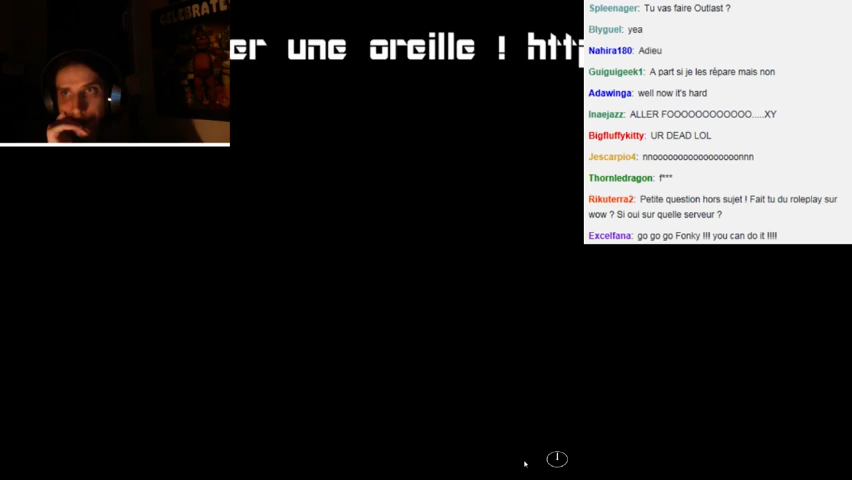 CELEBRATE
er une oreille ! http
Spleenager: Tu vas faire Outlast ?
Blyguel: yea
Nahira180: Adieu
Guiguigeek1: A part si je les répare mais non
Adawinga: well now it's hard
Inaejazz: ALLER FOOOOOOOOOOOO.....XY
Bigfluffykitty: UR DEAD LOL
Jescarpio4: nnooooooooooooooooonnn
Thornledragon: f***
Rikuterra2: Petite question hors sujet ! Fait tu du roleplay sur
wow ? Si oui sur quelle serveur ?
Excelfana: go go go Fonky !!! you can do it !!!!